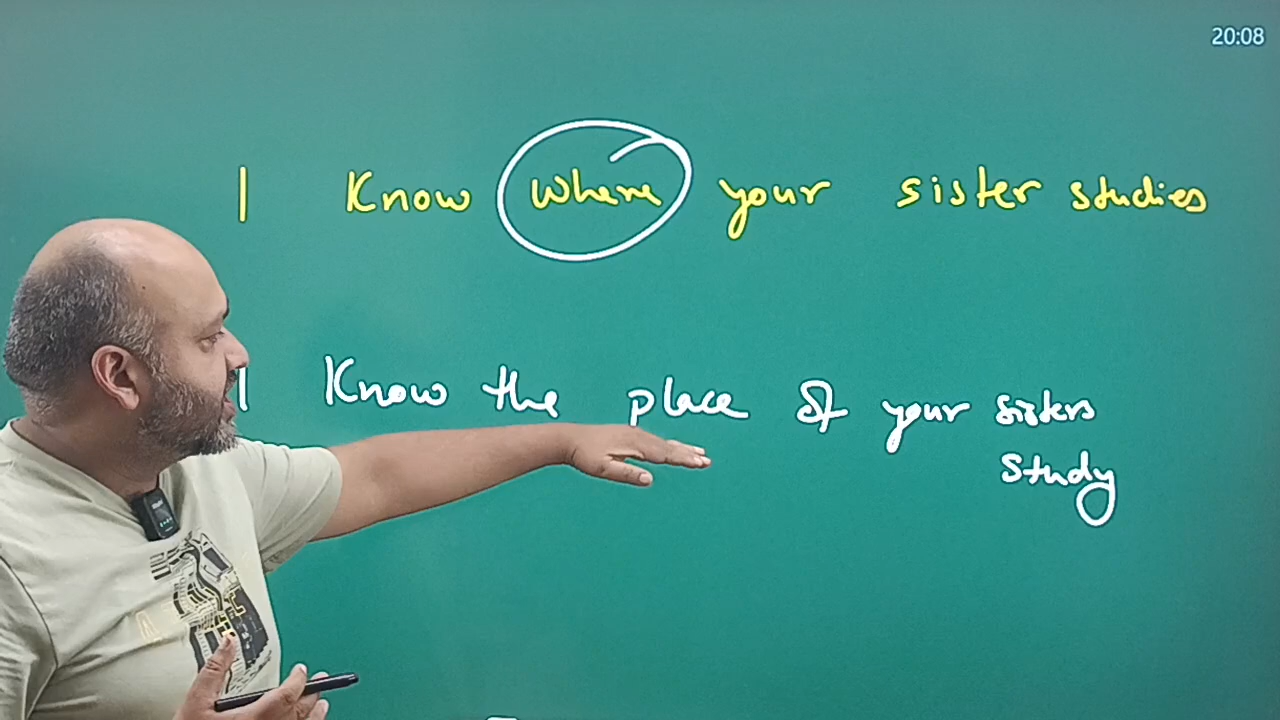 20:08
I Know where your sister studies
I Know the place of your sisters
study